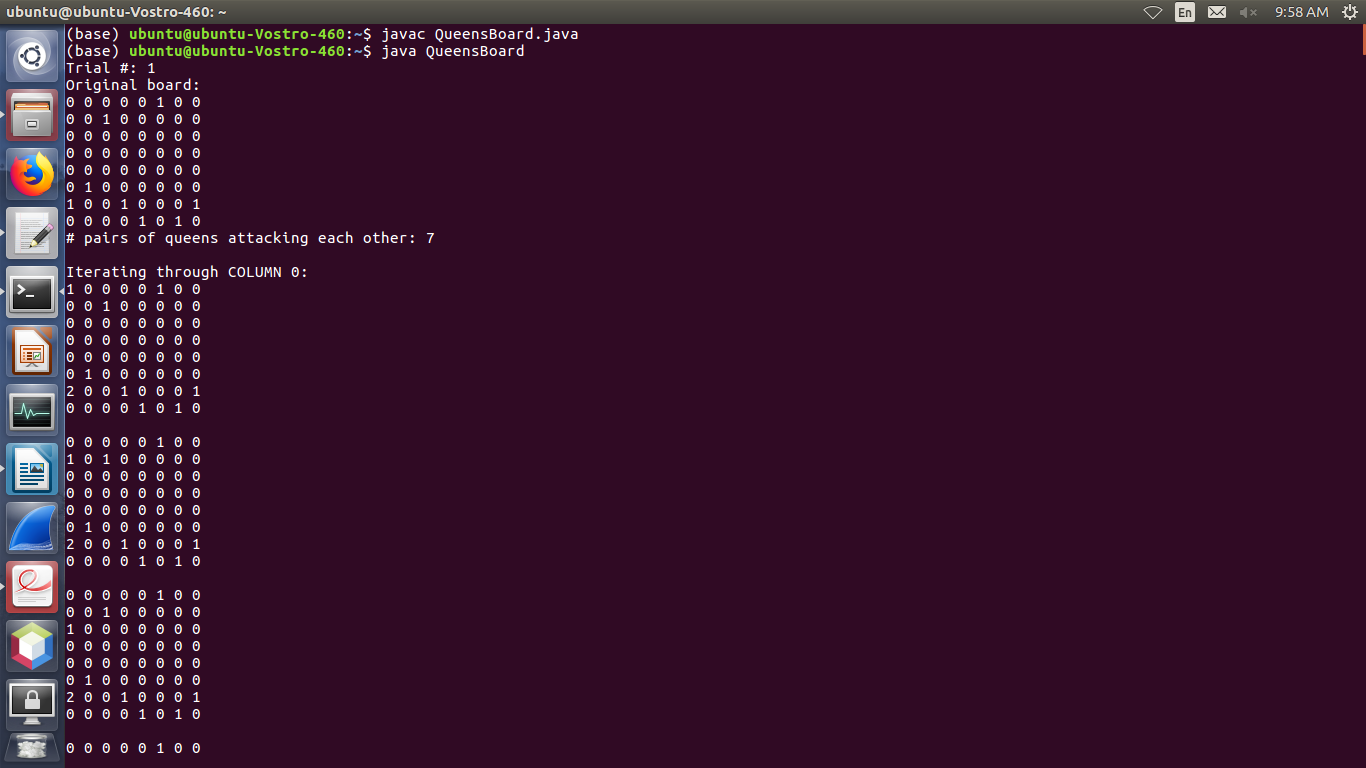 ubuntu@ubuntu-Vostro-460: ~
En
9:58 AM
(base) ubuntu@ubuntu-Vostro-460:~$ javac QueensBoard.java
(base) ubuntu@ubuntu-Vostro-460:~$ java QueensBoard
Trial #: 1
Original board:
0 0 0 0 0 1 0 0
0 0 1 0 0 0 0 0
0 0 0 0 0 0 0 0
0 0 0 0 0 0 0 0
0 0 0 0 0 0 0 0
0 1 0 0 0 0 0 0
1 0 0 1 0 0 0 1
0 0 0 0 1 0 1 0
# pairs of queens attacking each other: 7
Iterating through COLUMN 0:
1 0 0 0 0 1 0 0
0 0 1 0 0 0 0 0
0 0 0 0 0 0 0 0
0 0 0 0 0 0 0 0
0 0 0 0 0 0 0 0
0 1 0 0 0 0 0 0
2 0 0 1 0 0 0 1
0 0 0 0 1 0 1 0
0 0 0 0 0 1 0 0
1 0 1 0 0 0 0 0
0 0 0 0 0 0 0 0
0 0 0 0 0 0 0 0
0 0 0 0 0 0 0 0
0 1 0 0 0 0 0 0
2 0 0 1 0 0 0 1
0 0 0 0 1 0 1 0
0 0 0 0 0 1 0 0
0 0 1 0 0 0 0 0
1 0 0 0 0 0 0 0
0 0 0 0 0 0 0 0
0 0 0 0 0 0 0 0
0 1 0 0 0 0 0 0
2 0 0 1 0 0 0 1
0 0 0 0 1 0 1 0
0 0 0 0 0 1 0 0